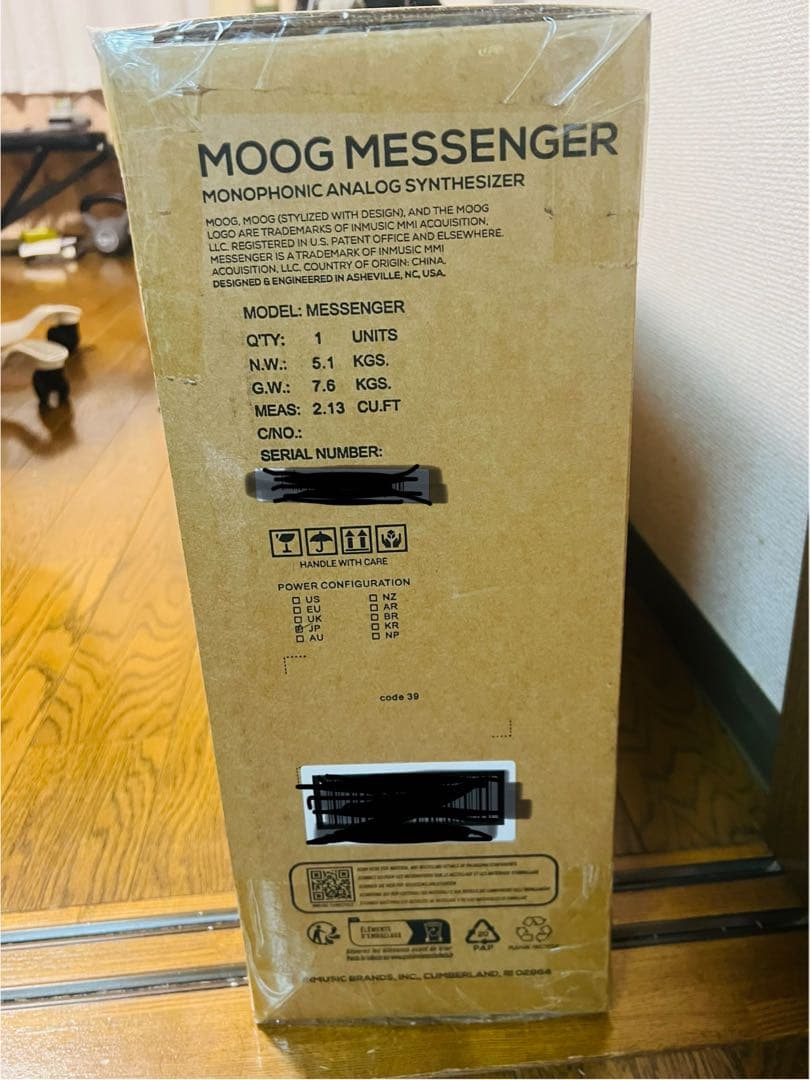 MOOG MESSENGER
MONOPHONIC ANALOG SYNTHESIZER
MOOG, MOOG (STYLIZED WITH DESIGN), AND THE MOOG
LOGO ARE TRADEMARKS OF INMUSIC MMI ACQUISITION,
LLC. REGISTERED IN U.S. PATENT OFFICE AND ELSEWHERE.
MESSENGER IS A TRADEMARK OF INMUSIC MMI
ACQUISITION, LLC. COUNTRY OF ORIGIN: CHINA.
DESIGNED & ENGINEERED IN ASHEVILLE, NC, USA.
MODEL: MESSENGER
Q'TY: 1 UNITS
N.W.: 5.1 KGS.
G.W.: 7.6 KGS.
MEAS: 2.13 CU.FT
C/NO.:
SERIAL NUMBER:
HANDLE WITH CARE
POWER CONFIGURATION
US NZ
EU AR
UK BR
JP KR
AU NP
code 39
ÉLÉMENTS
D'EMBALLAGE
20
PAP
INMUSIC BRANDS, INC., CUMBERLAND, RI 02864